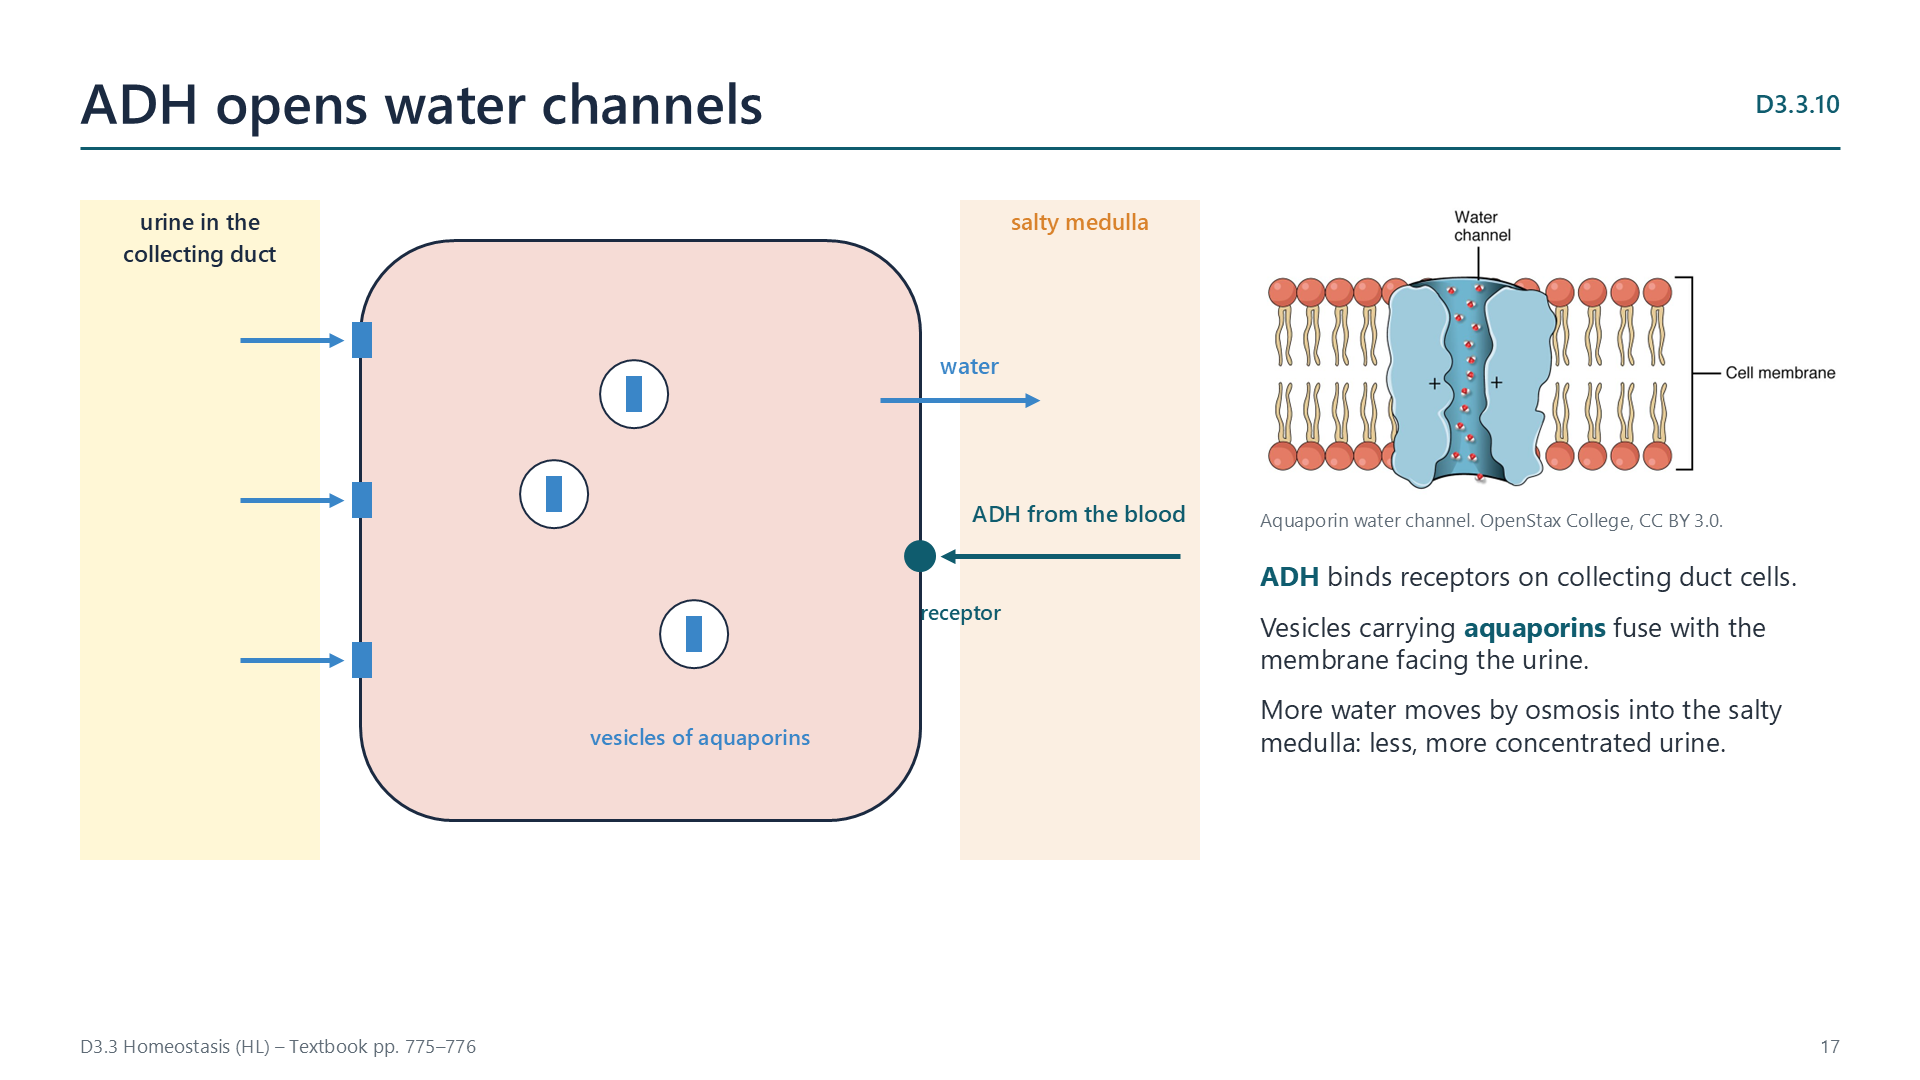 ADH opens water channels
D3.3.10
urine in the
collecting duct
salty medulla
water
ADH from the blood
receptor
vesicles of aquaporins
Water
channel
+ +
Cell membrane
Aquaporin water channel. OpenStax College, CC BY 3.0.
ADH binds receptors on collecting duct cells.
Vesicles carrying aquaporins fuse with the
membrane facing the urine.
More water moves by osmosis into the salty
medulla: less, more concentrated urine.
D3.3 Homeostasis (HL) – Textbook pp. 775–776
17